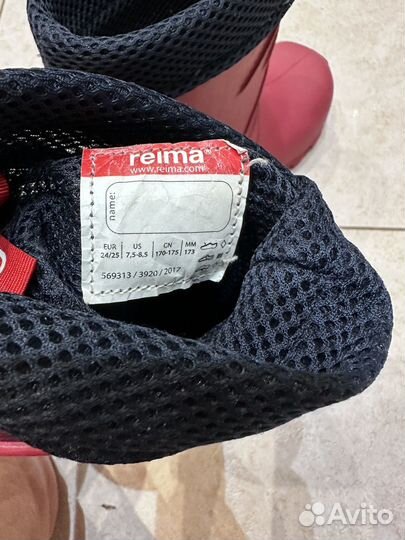 reima®
www.reima.com
name:
EUR US CN MM
24/25 7,5-8,5 170-175 173
569313 / 3920 / 2017
Avito